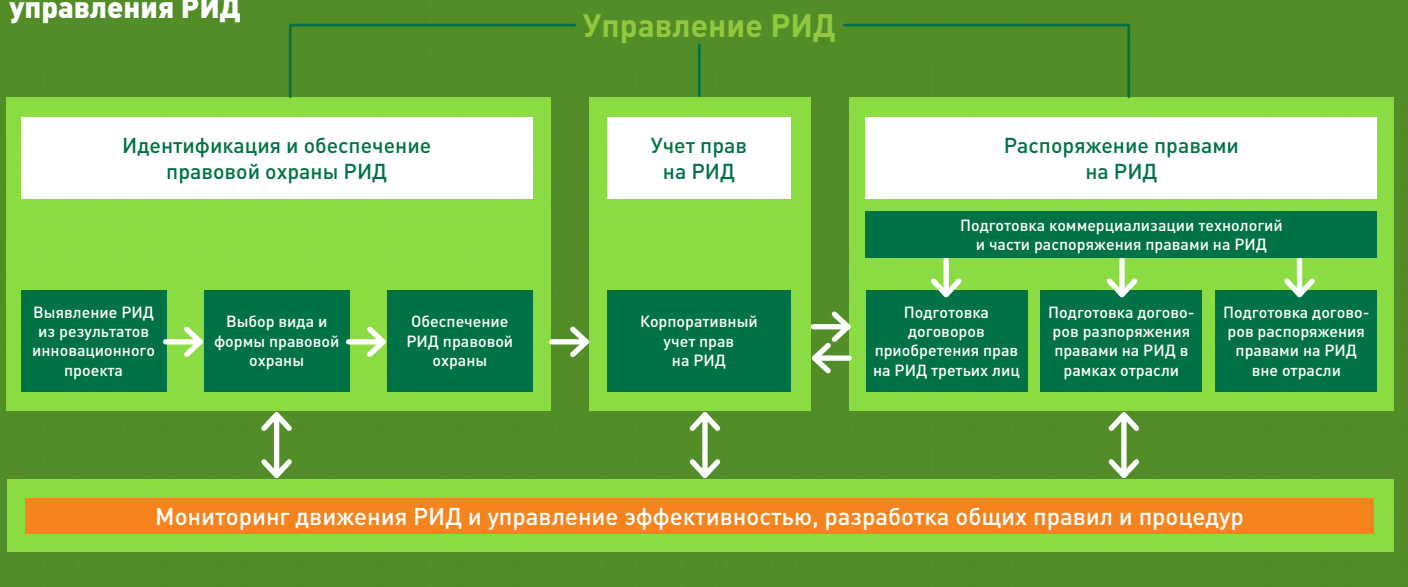 управления РИД
Управление РИД
Идентификация и обеспечение
правовой охраны РИД
Выявление РИД
из результатов
инновационного
проекта
Выбор вида и
формы правовой
охраны
Обеспечение
РИД правовой
охраны
Учет прав
на РИД
Корпоративный
учет прав
на РИД
Распоряжение правами
на РИД
Подготовка коммерциализации технологий
и части распоряжения правами на РИД
Подготовка
договоров
приобретения прав
на РИД третьих лиц
Подготовка догово-
ров разпоряжения
правами на РИД в
рамках отрасли
Подготовка догово-
ров распоряжения
правами на РИД
вне отрасли
Мониторинг движения РИД и управление эффективностью, разработка общих правил и процедур